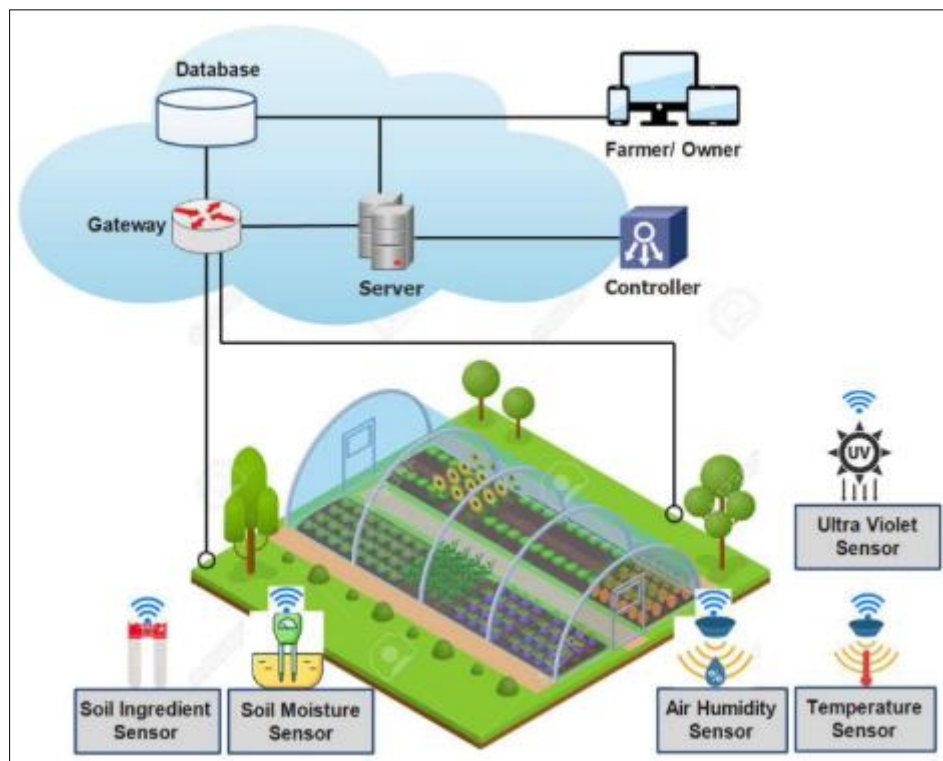 Database
Farmer/ Owner
Gateway
Server
Controller
UV
Ultra Violet
Sensor
Soil Ingredient
Sensor
Soil Moisture
Sensor
%
Air Humidity
Sensor
Temperature
Sensor